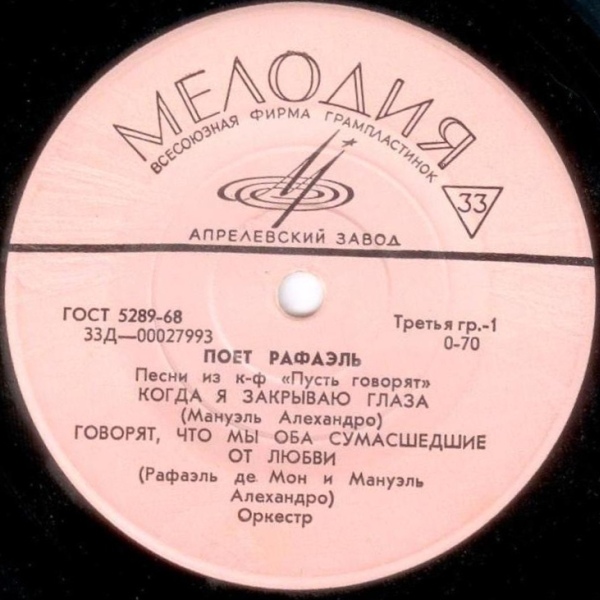 МЕЛОДИЯ
ВСЕСОЮЗНАЯ ФИРМА ГРАМПЛАСТИНОК
33
АПРЕЛЕВСКИЙ ЗАВОД
ГОСТ 5289-68
33Д—00027993
Третья гр.-1
0-70
ПОЕТ РАФАЭЛЬ
Песни из к-ф «Пусть говорят»
КОГДА Я ЗАКРЫВАЮ ГЛАЗА
(Мануэль Алехандро)
ГОВОРЯТ, ЧТО МЫ ОБА СУМАСШЕДШИЕ
ОТ ЛЮБВИ
(Рафаэль де Мон и Мануэль
Алехандро)
Оркестр